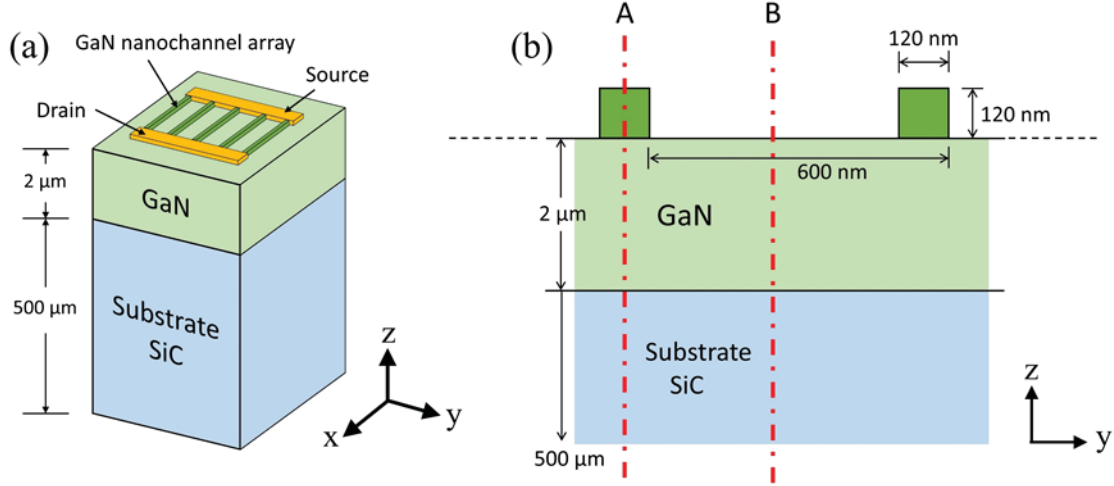 (a)
GaN nanochannel array
Source
Drain
2 μm
GaN
500 μm
Substrate
SiC
z
y
x
(b)
A
B
120 nm
120 nm
600 nm
2 μm
GaN
Substrate
SiC
500 μm
z
y